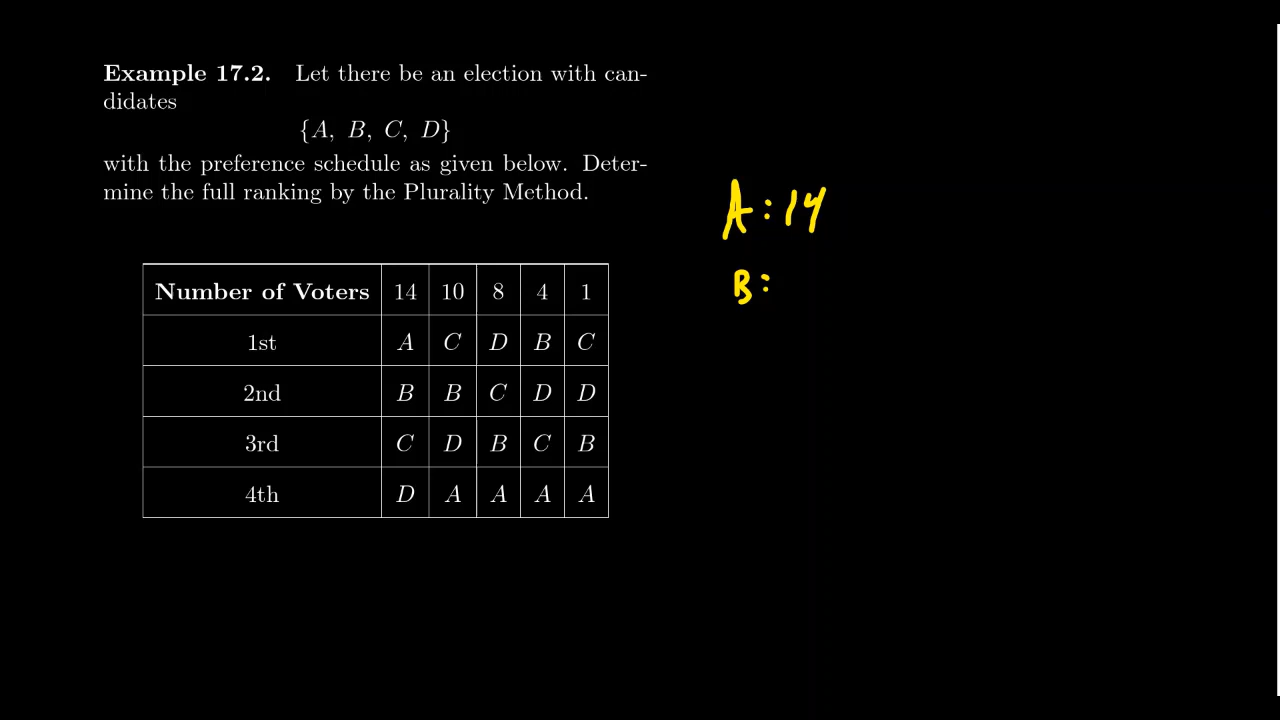 Example 17.2. Let there be an election with can-
didates
{A, B, C, D}
with the preference schedule as given below. Deter-
mine the full ranking by the Plurality Method.
Number of Voters 14 10 8 4 1
1st A C D B C
2nd B B C D D
3rd C D B C B
4th D A A A A
A : 14
B :